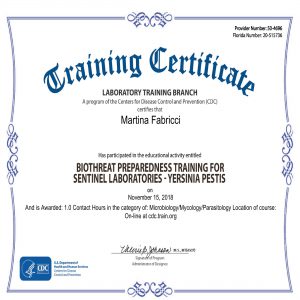 Provider Number: 50-4696
Florida Number: 20-515736
Training Certificate
LABORATORY TRAINING BRANCH
A program of the Centers for Disease Control and Prevention (CDC)
certifies that
Martina Fabricci
Has participated in the educational activity entitled
BIOTHREAT PREPAREDNESS TRAINING FOR
SENTINEL LABORATORIES - YERSINIA PESTIS
on
November 15, 2018
And is Awarded: 1.0 Contact Hours in the category of: Microbiology/Mycology/Parasitology Location of course:
On-line at cdc.train.org
Valerie D. Johnson
Signature of Program
Administrator or Designee
CDC
U.S. Department of
Health and Human Services
Centers for Disease
Control and Prevention